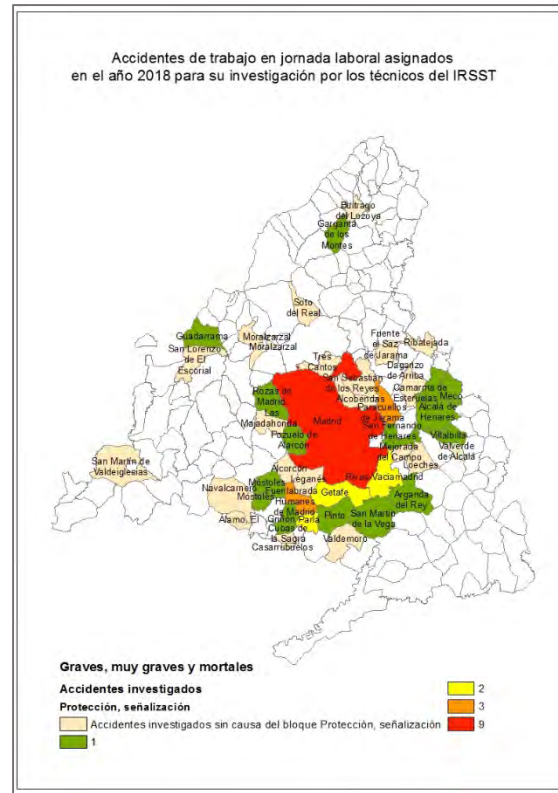 Accidentes de trabajo en jornada laboral asignados
en el año 2018 para su investigación por los técnicos del IRSST
Buitrago
del Lozoya
Garganta
de los
Montes
Soto
del Real
Guadarrama
Moralzarzal
Moralzarzal
San Lorenzo
de El
Escorial
Fuente
el Saz
de Jarama
Ribatejada
Tres
Cantos
Daganzo
de Arriba
San Sebastián
de los Reyes
Camarma de
Esteruelas
Meco
Rozas de
Madrid,
Las
Alcobendas
Alcalá de
Henares
Paracuellos
de Jarama
Majadahonda
Madrid
San Fernando
de Henares
Villalbilla
Pozuelo de
Alarcón
Mejorada
del Campo
Valverde
de Alcalá
Loeches
San Martín de
Valdeiglesias
Alcorcón
Rivas-Vaciamadrid
Leganés
Móstoles
Navalcarnero
Móstoles
Fuenlabrada
Getafe
Arganda
del Rey
Humanes
de Madrid
Álamo, El
Griñón
Parla
Pinto
San Martín
de la Vega
Cubas de
la Sagra
Casarrubuelos
Valdemoro
Graves, muy graves y mortales
Accidentes investigados
Protección, señalización
Accidentes investigados sin causa del bloque Protección, señalización
1
2
3
9